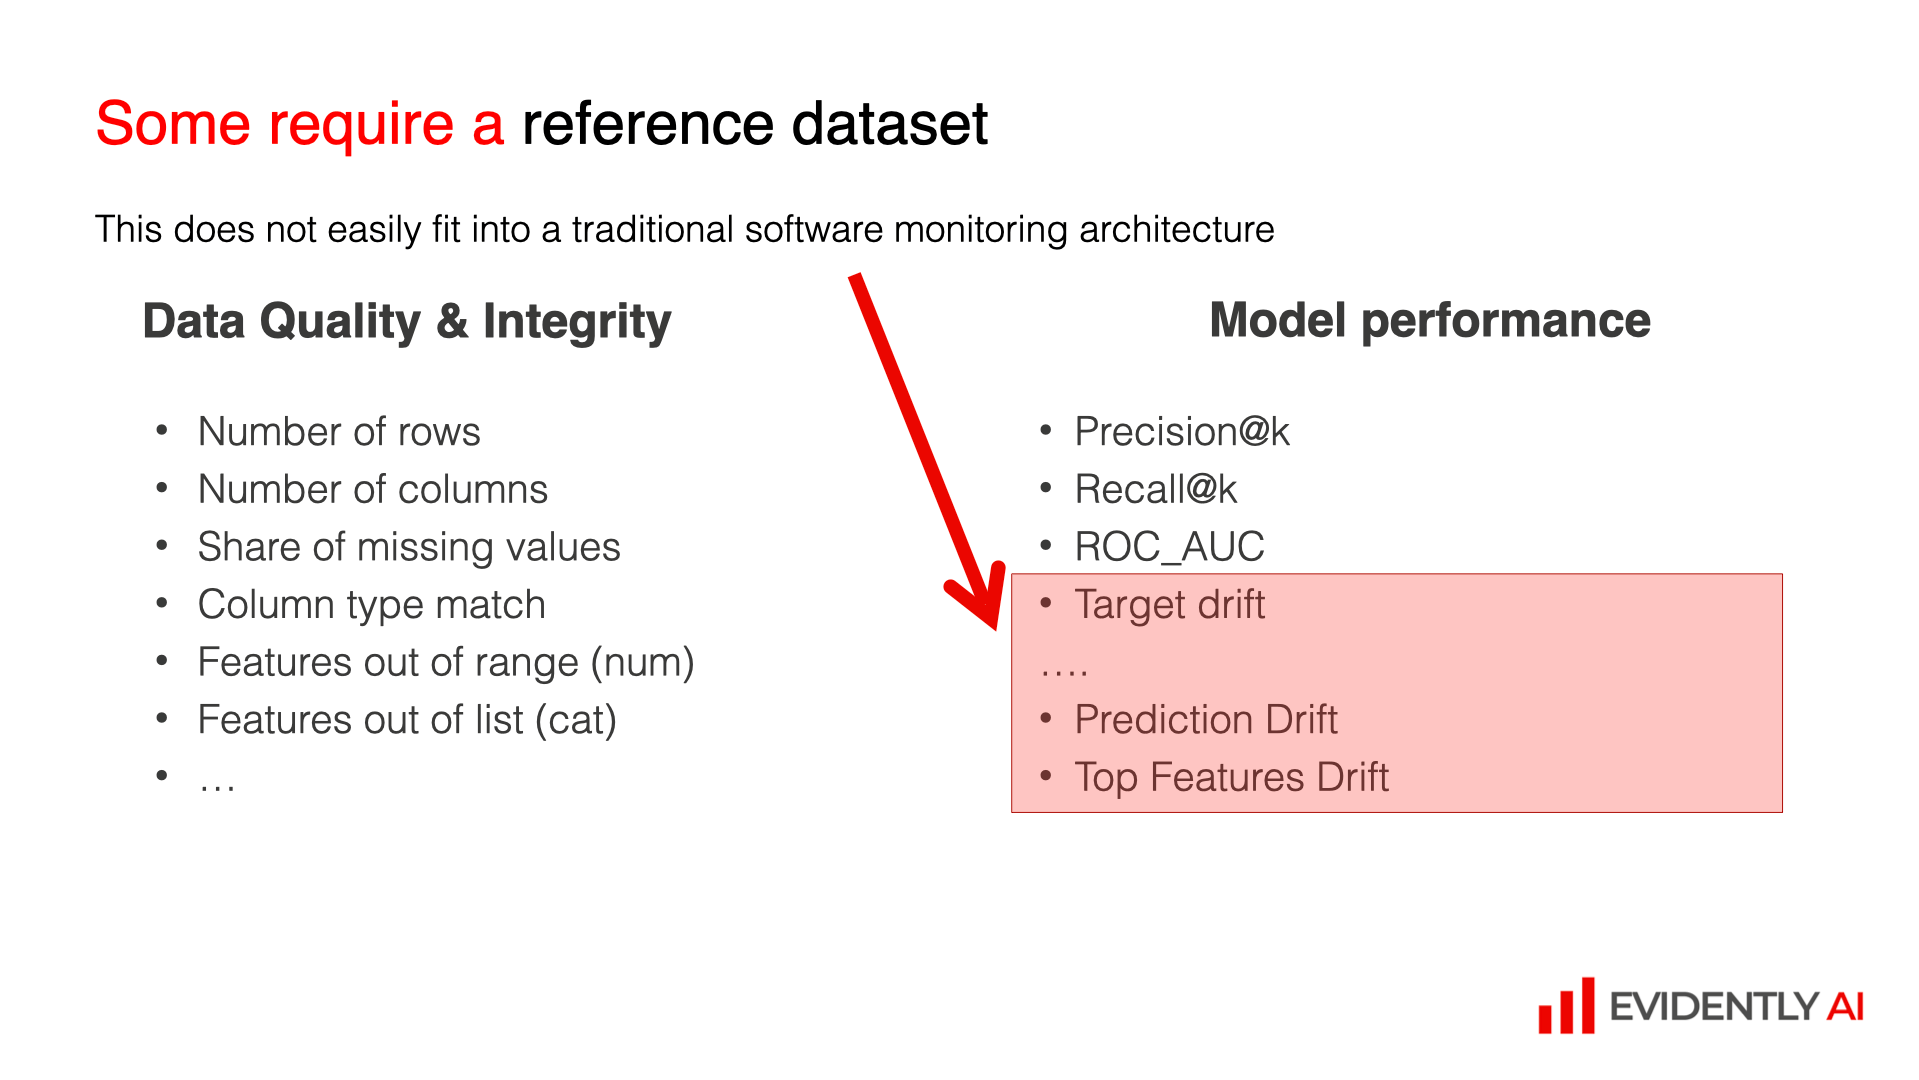 Some require a reference dataset
This does not easily fit into a traditional software monitoring architecture
Data Quality & Integrity
• Number of rows
• Number of columns
• Share of missing values
• Column type match
• Features out of range (num)
• Features out of list (cat)
• …
Model performance
• Precision@k
• Recall@k
• ROC_AUC
• Target drift
….
• Prediction Drift
• Top Features Drift
EVIDENTLY AI